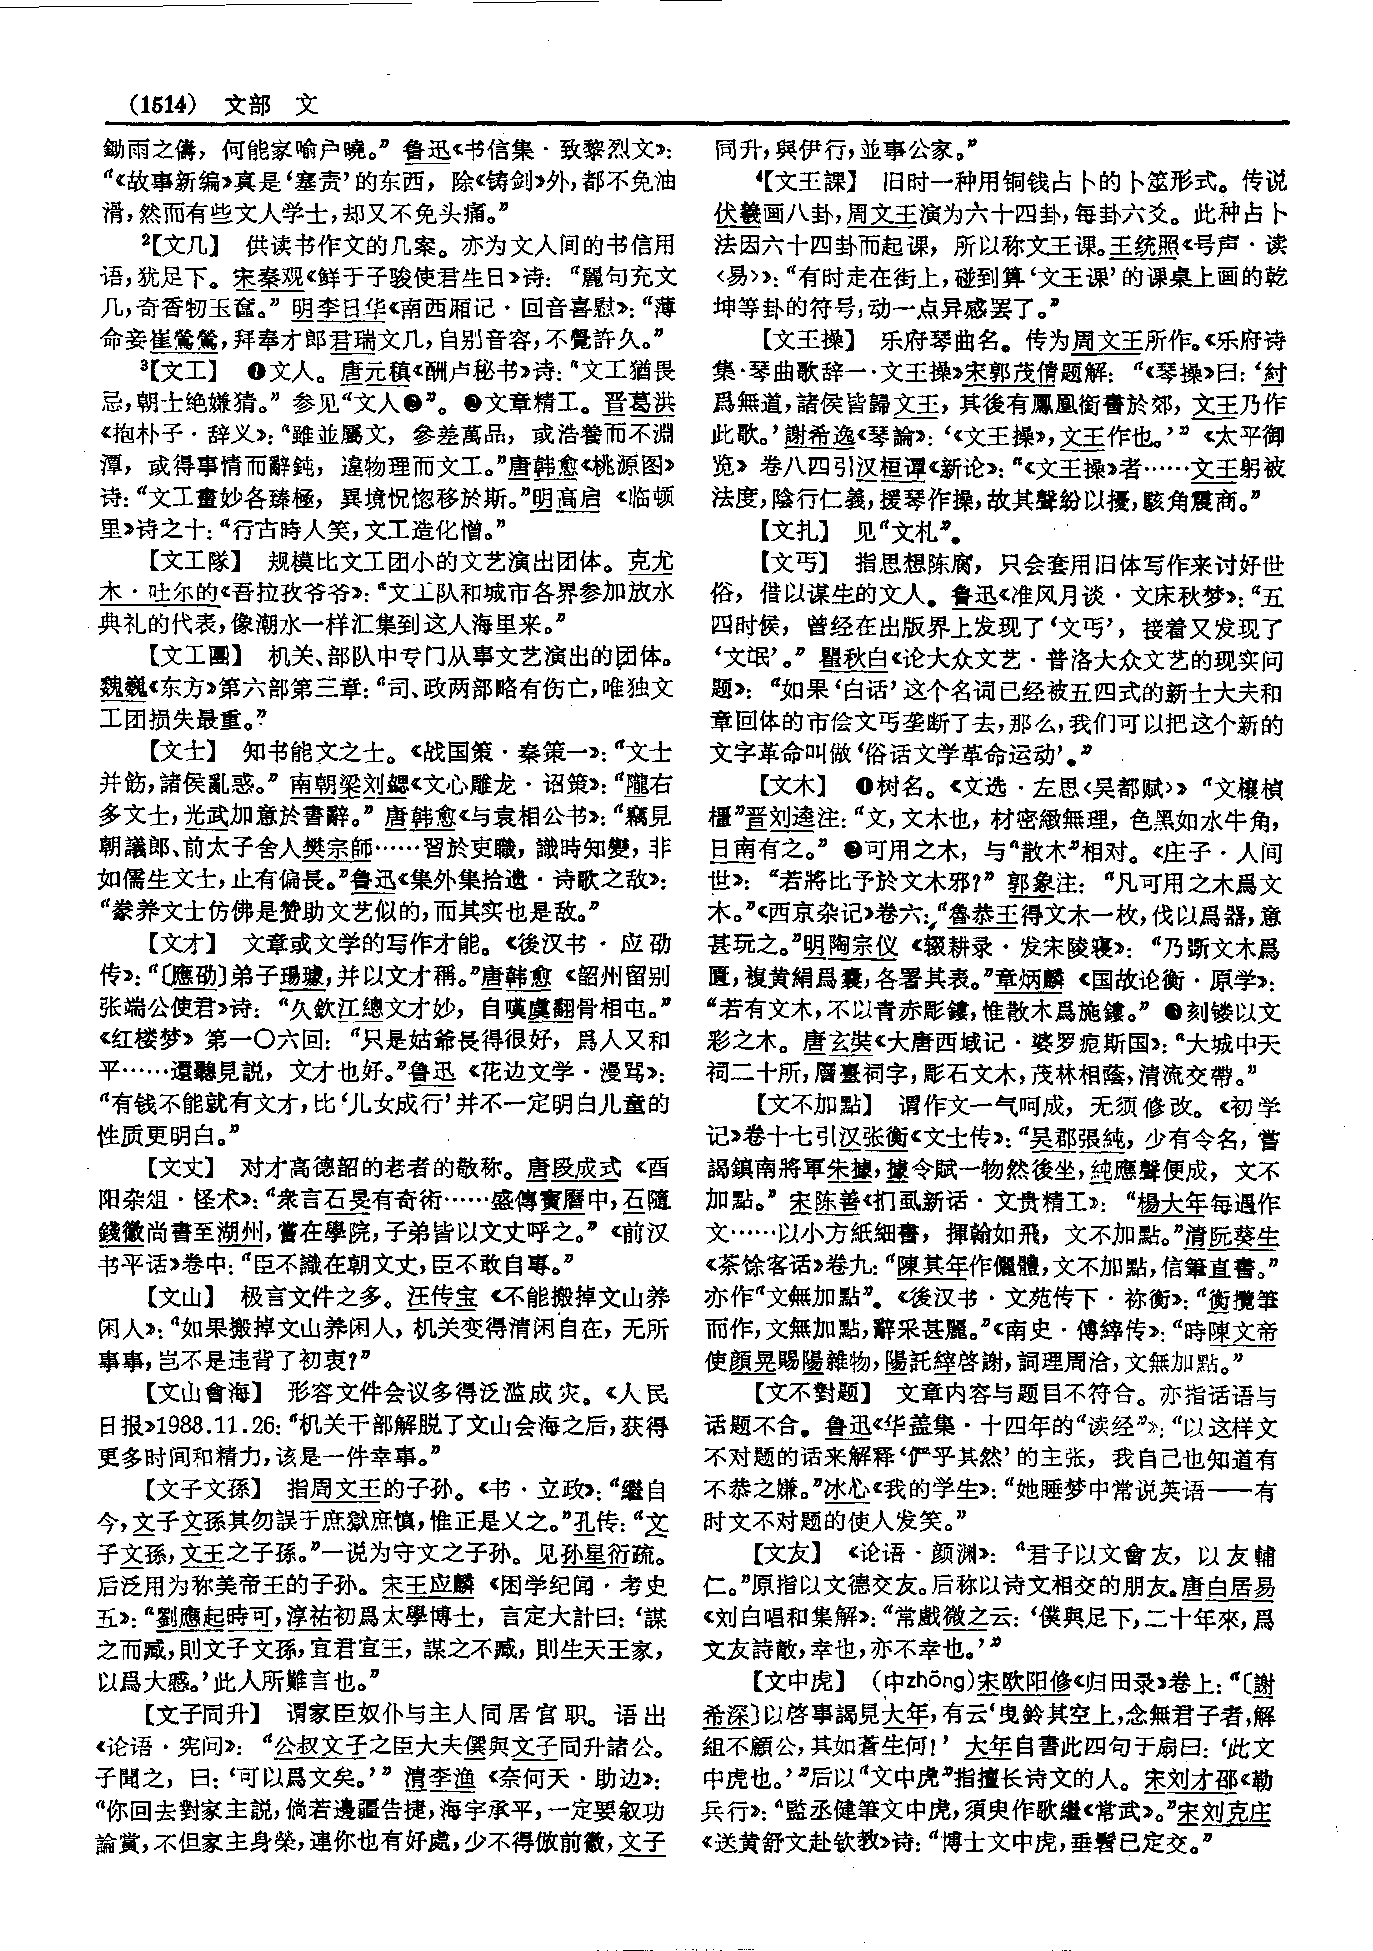 （1514） 文部 文
鋤雨之儔，何能家喻户曉。” 鲁迅《书信集·致黎烈文》：
“《故事新编》真是‘塞责’的东西，除《铸剑》外，都不免油
滑，然而有些文人学士，却又不免头痛。”
²【文几】 供读书作文的几案。亦为文人间的书信用
语，犹足下。宋秦观《鲜于子骏使君生日》诗：“麗句充文
几，奇香牣玉奩。” 明李日华《南西厢记·回音喜慰》：“薄
命妾崔鶯鶯，拜奉才郎君瑞文几，自别音容，不覺許久。”
³【文工】 ❶文人。唐元稹《酬卢秘书》诗：“文工猶畏
忌，朝士绝嫌猜。” 参见“文人❷”。❷文章精工。晋葛洪
《抱朴子·辞义》：“雖並屬文，參差萬品，或浩瀁而不淵
潭，或得事情而辭鈍，違物理而文工。”唐韩愈《桃源图》
诗：“文工畫妙各臻極，異境怳惚移於斯。”明高启《临顿
里》诗之十：“行古時人笑，文工造化憎。”
【文工隊】 规模比文工团小的文艺演出团体。克尤
木·吐尔的《吾拉孜爷爷》：“文工队和城市各界参加放水
典礼的代表，像潮水一样汇集到这人海里来。”
【文工團】 机关、部队中专门从事文艺演出的团体。
魏巍《东方》第六部第三章：“司、政两部略有伤亡，唯独文
工团损失最重。”
【文士】 知书能文之士。《战国策·秦策一》：“文士
并飭，諸侯亂惑。” 南朝梁刘勰《文心雕龙·诏策》：“隴右
多文士，光武加意於書辭。” 唐韩愈《与袁相公书》：“竊見
朝議郎、前太子舍人樊宗師……習於吏職，識時知變，非
如儒生文士，止有偏長。”鲁迅《集外集拾遗·诗歌之敌》：
“豢养文士仿佛是赞助文艺似的，而其实也是敌。”
【文才】 文章或文学的写作才能。《後汉书·应劭
传》：“〔應劭〕弟子瑒璩，并以文才稱。”唐韩愈《韶州留别
张端公使君》诗：“久欽江總文才妙，自嘆虞翻骨相屯。”
《红楼梦》第一〇六回：“只是姑爺長得很好，爲人又和
平……還聽見説，文才也好。”鲁迅《花边文学·漫骂》：
“有钱不能就有文才，比‘儿女成行’并不一定明白儿童的
性质更明白。”
【文丈】 对才高德韶的老者的敬称。唐段成式《酉
阳杂俎·怪术》：“衆言石旻有奇術……盛傳寶曆中，石隨
錢徽尚書至湖州，嘗在學院，子弟皆以文丈呼之。” 《前汉
书平话》卷中：“臣不識在朝文丈，臣不敢自專。”
【文山】 极言文件之多。汪传宝《不能搬掉文山养
闲人》：“如果搬掉文山养闲人，机关变得清闲自在，无所
事事，岂不是违背了初衷？”
【文山會海】 形容文件会议多得泛滥成灾。《人民
日报》1988.11.26：“机关干部解脱了文山会海之后，获得
更多时间和精力，该是一件幸事。”
【文子文孫】 指周文王的子孙。《书·立政》：“繼自
今，文子文孫其勿誤于庶獄庶慎，惟正是乂之。”孔传：“文
子文孫，文王之子孫。”一说为守文之子孙。见孙星衍疏。
后泛用为称美帝王的子孙。宋王应麟《困学纪闻·考史
五》：“劉應起時可，淳祐初爲太學博士，言定大計曰：‘謀
之而臧，則文子文孫，宜君宜王，謀之不臧，則生天王家，
以爲大慼。’此人所難言也。”
【文子同升】 谓家臣奴仆与主人同居官职。语出
《论语·宪问》：“公叔文子之臣大夫僎與文子同升諸公。
子聞之，曰：‘可以爲文矣。’” 清李渔《奈何天·助边》：
“你回去對家主説，倘若邊疆告捷，海宇承平，一定要叙功
論賞，不但家主身榮，連你也有好處，少不得倣前徽，文子
同升，與伊行，並事公家。”
⁴【文王課】 旧时一种用铜钱占卜的卜筮形式。传说
伏羲画八卦，周文王演为六十四卦，每卦六爻。此种占卜
法因六十四卦而起课，所以称文王课。王统照《号声·读
〈易〉》：“有时走在街上，碰到算‘文王课’的课桌上画的乾
坤等卦的符号，动一点异感罢了。”
【文王操】 乐府琴曲名。传为周文王所作。《乐府诗
集·琴曲歌辞一·文王操》宋郭茂倩题解：“《琴操》曰：‘紂
爲無道，諸侯皆歸文王，其後有鳳凰銜書於郊，文王乃作
此歌。’謝希逸《琴論》：‘《文王操》，文王作也。’” 《太平御
览》卷八四引汉桓谭《新论》：“《文王操》者……文王躬被
法度，陰行仁義，援琴作操，故其聲紛以擾，駭角震商。”
【文扎】 见“文札”。
【文丐】 指思想陈腐，只会套用旧体写作来讨好世
俗，借以谋生的文人。鲁迅《准风月谈·文床秋梦》：“五
四时候，曾经在出版界上发现了‘文丐’，接着又发现了
‘文氓’。” 瞿秋白《论大众文艺·普洛大众文艺的现实问
题》：“如果‘白话’这个名词已经被五四式的新士大夫和
章回体的市侩文丐垄断了去，那么，我们可以把这个新的
文字革命叫做‘俗话文学革命运动’。”
【文木】 ❶树名。《文选·左思〈吴都赋〉》 “文欀楨
橿”晋刘逵注：“文，文木也，材密緻無理，色黑如水牛角，
日南有之。” ❷可用之木，与“散木”相对。《庄子·人间
世》：“若將比予於文木邪？” 郭象注：“凡可用之木爲文
木。”《西京杂记》卷六：“魯恭王得文木一枚，伐以爲器，意
甚玩之。”明陶宗仪《辍耕录·发宋陵寝》：“乃斲文木爲
匱，複黄絹爲囊，各署其表。”章炳麟《国故论衡·原学》：
“若有文木，不以青赤彫鏤，惟散木爲施鏤。” ❸刻镂以文
彩之木。唐玄奘《大唐西域记·婆罗痆斯国》：“大城中天
祠二十所，層臺祠宇，彫石文木，茂林相蔭，清流交帶。”
【文不加點】 谓作文一气呵成，无须修改。《初学
记》卷十七引汉张衡《文士传》：“吴郡張純，少有令名，嘗
謁鎮南將軍朱據，據令賦一物然後坐，純應聲便成，文不
加點。” 宋陈善《扪虱新话·文贵精工》：“楊大年每遇作
文……以小方紙細書，揮翰如飛，文不加點。”清阮葵生
《茶馀客话》卷九：“陳其年作儷體，文不加點，信筆直書。”
亦作“文無加點”。《後汉书·文苑传下·祢衡》：“衡攬筆
而作，文無加點，辭采甚麗。”《南史·傅縡传》：“時陳文帝
使顔晃賜陽雜物，陽託縡啓謝，詞理周洽，文無加點。”
【文不對題】 文章内容与题目不符合。亦指话语与
话题不合。鲁迅《华盖集·十四年的“读经”》：“以这样文
不对题的话来解释‘俨乎其然’的主张，我自己也知道有
不恭之嫌。”冰心《我的学生》：“她睡梦中常说英语——有
时文不对题的使人发笑。”
【文友】 《论语·颜渊》：“君子以文會友，以友輔
仁。”原指以文德交友。后称以诗文相交的朋友。唐白居易
《刘白唱和集解》：“常戲微之云：‘僕與足下，二十年來，爲
文友詩敵，幸也，亦不幸也。’”
【文中虎】 (中zhōng)宋欧阳修《归田录》卷上：“〔謝
希深〕以啓事謁見大年，有云‘曳鈴其空上，念無君子者，解
組不顧公，其如蒼生何！’ 大年自書此四句于扇曰：‘此文
中虎也。’”后以“文中虎”指擅长诗文的人。宋刘才邵《勒
兵行》：“監丞健筆文中虎，須臾作歌繼《常武》。”宋刘克庄
《送黄舒文赴钦教》诗：“博士文中虎，垂髫已定交。”